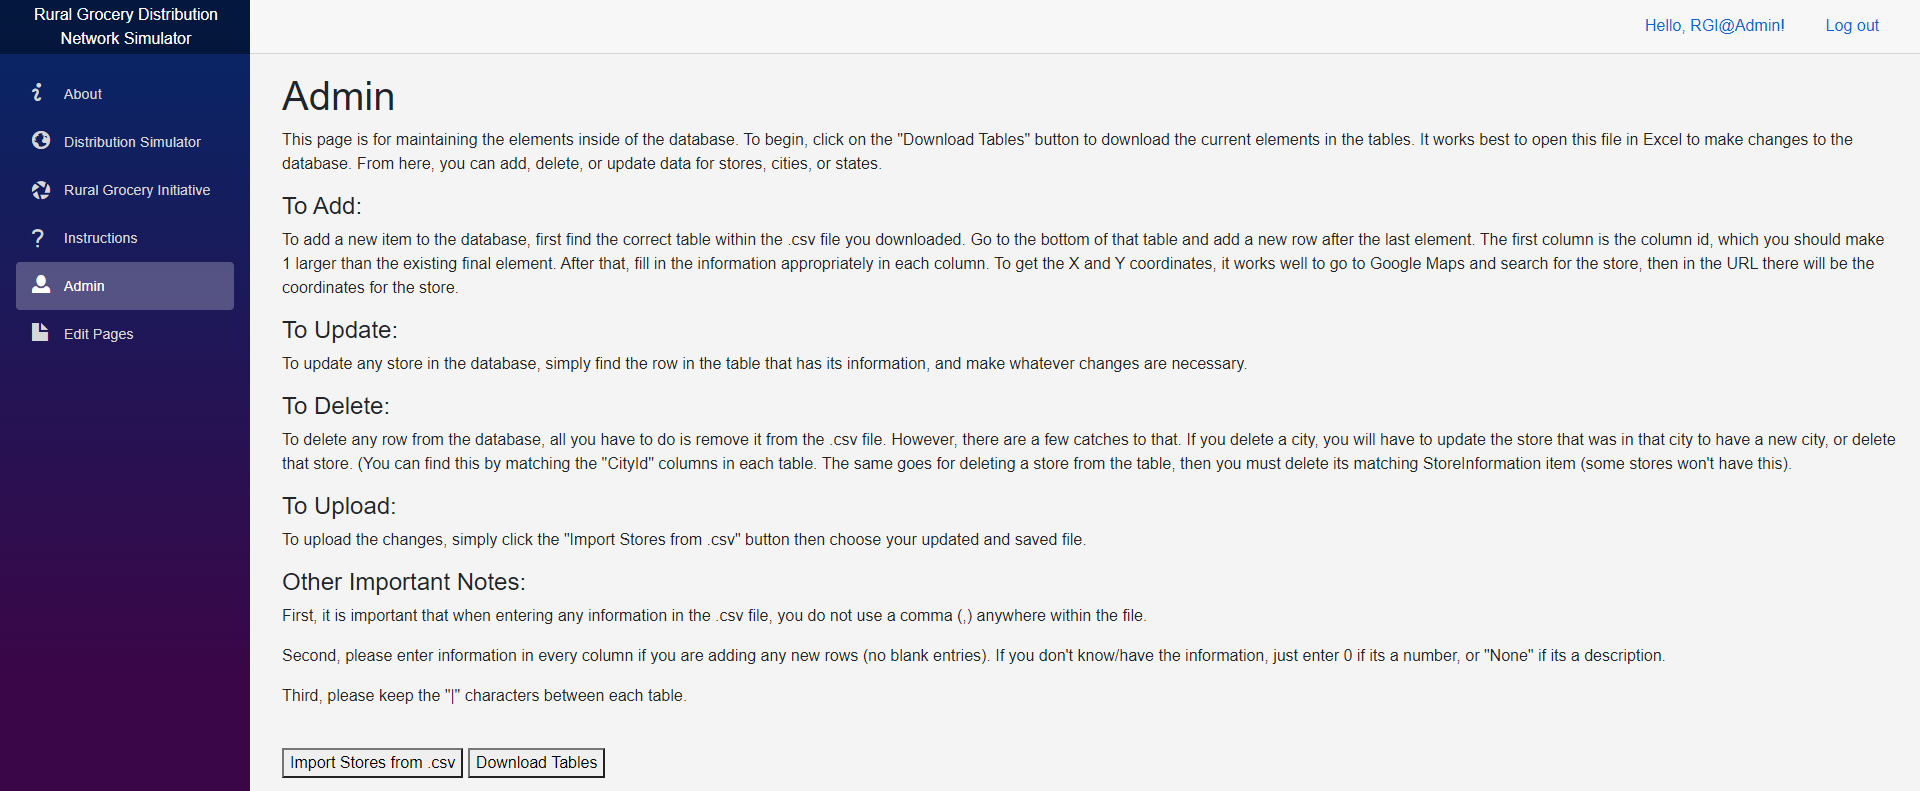 Rural Grocery Distribution
Network Simulator
Hello, RGI@Admin!
Log out
About
Distribution Simulator
Rural Grocery Initiative
Instructions
Admin
Edit Pages
Admin
This page is for maintaining the elements inside of the database. To begin, click on the "Download Tables" button to download the current elements in the tables. It works best to open this file in Excel to make changes to the
database. From here, you can add, delete, or update data for stores, cities, or states.
To Add:
To add a new item to the database, first find the correct table within the .csv file you downloaded. Go to the bottom of that table and add a new row after the last element. The first column is the column id, which you should make
1 larger than the existing final element. After that, fill in the information appropriately in each column. To get the X and Y coordinates, it works well to go to Google Maps and search for the store, then in the URL there will be the
coordinates for the store.
To Update:
To update any store in the database, simply find the row in the table that has its information, and make whatever changes are necessary.
To Delete:
To delete any row from the database, all you have to do is remove it from the .csv file. However, there are a few catches to that. If you delete a city, you will have to update the store that was in that city to have a new city, or delete
that store. (You can find this by matching the "CityId" columns in each table. The same goes for deleting a store from the table, then you must delete its matching StoreInformation item (some stores won't have this).
To Upload:
To upload the changes, simply click the "Import Stores from .csv" button then choose your updated and saved file.
Other Important Notes:
First, it is important that when entering any information in the .csv file, you do not use a comma (,) anywhere within the file.
Second, please enter information in every column if you are adding any new rows (no blank entries). If you don't know/have the information, just enter 0 if its a number, or "None" if its a description.
Third, please keep the "|" characters between each table.
Import Stores from .csv
Download Tables